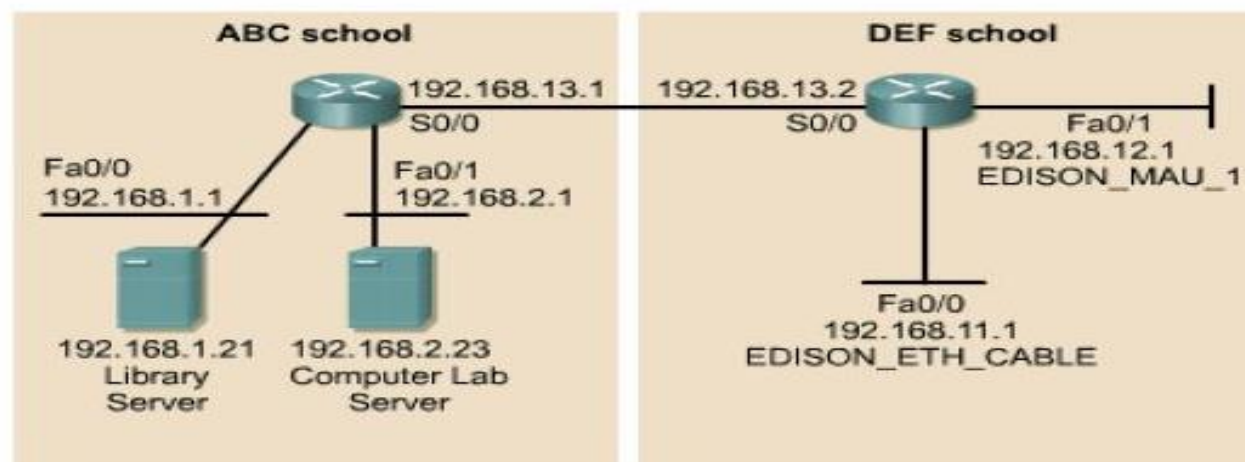 ABC school
192.168.13.1
S0/0
Fa0/0
192.168.1.1
Fa0/1
192.168.2.1
192.168.1.21
Library
Server
192.168.2.23
Computer Lab
Server
DEF school
192.168.13.2
S0/0
Fa0/1
192.168.12.1
EDISON_MAU_1
Fa0/0
192.168.11.1
EDISON_ETH_CABLE